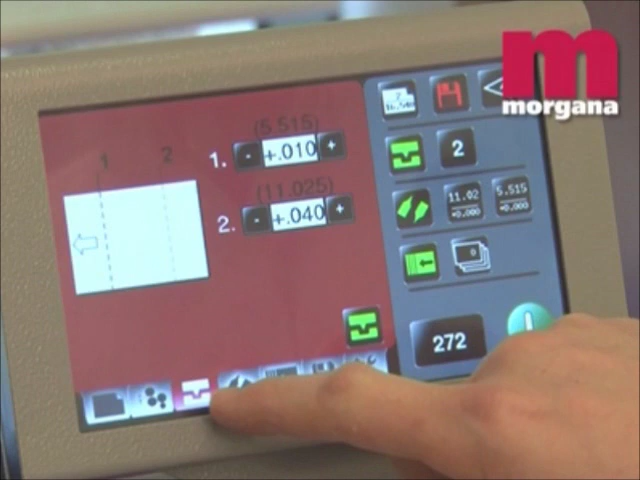 m
morgana
1 2
(5.515)
1. - +.010 +
(11.025)
2. - +.040 +
2
11.02
+0.000
5.515
+0.000
0
272